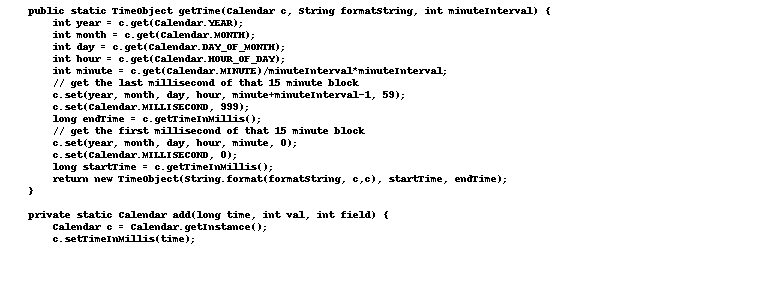 public static TimeObject getTime(Calendar c, String formatString, int minuteInterval) {
int year = c.get(Calendar.YEAR);
int month = c.get(Calendar.MONTH);
int day = c.get(Calendar.DAY_OF_MONTH);
int hour = c.get(Calendar.HOUR_OF_DAY);
int minute = c.get(Calendar.MINUTE)/minuteInterval*minuteInterval;
// get the last millisecond of that 15 minute block
c.set(year, month, day, hour, minute+minuteInterval-1, 59);
c.set(Calendar.MILLISECOND, 999);
long endTime = c.getTimeInMillis();
// get the first millisecond of that 15 minute block
c.set(year, month, day, hour, minute, 0);
c.set(Calendar.MILLISECOND, 0);
long startTime = c.getTimeInMillis();
return new TimeObject(String.format(formatString, c,c), startTime, endTime);
}
private static Calendar add(long time, int val, int field) {
Calendar c = Calendar.getInstance();
c.setTimeInMillis(time);